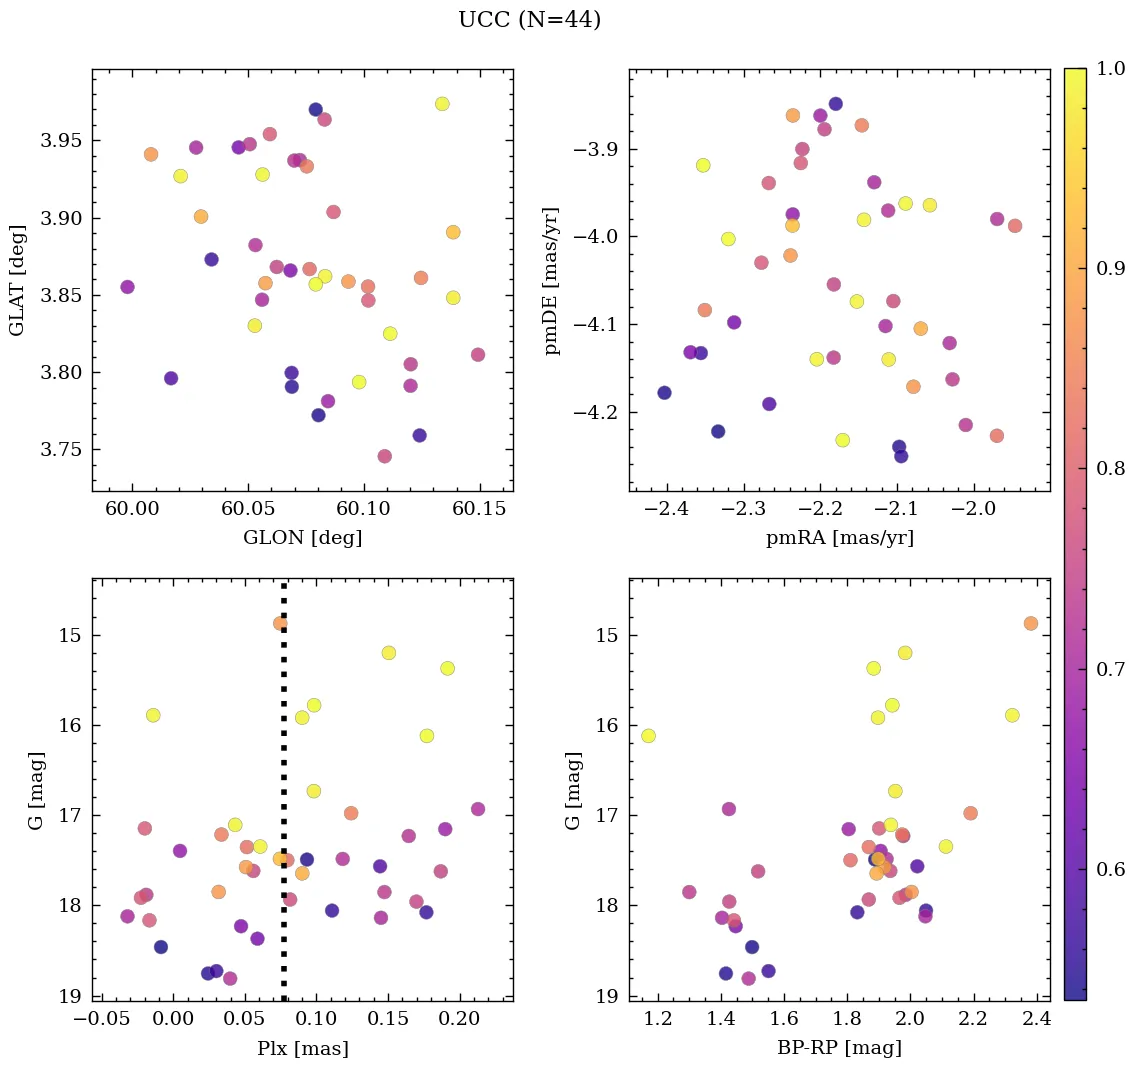 UCC (N=44)
3.95
3.90
3.85
3.80
3.75
GLAT [deg]
60.00 60.05 60.10 60.15
GLON [deg]
−3.9
−4.0
−4.1
−4.2
pmDE [mas/yr]
−2.4 −2.3 −2.2 −2.1 −2.0
pmRA [mas/yr]
1.0
0.9
0.8
0.7
0.6
15
16
17
18
19
G [mag]
−0.05 0.00 0.05 0.10 0.15 0.20
Plx [mas]
15
16
17
18
19
G [mag]
1.2 1.4 1.6 1.8 2.0 2.2 2.4
BP-RP [mag]